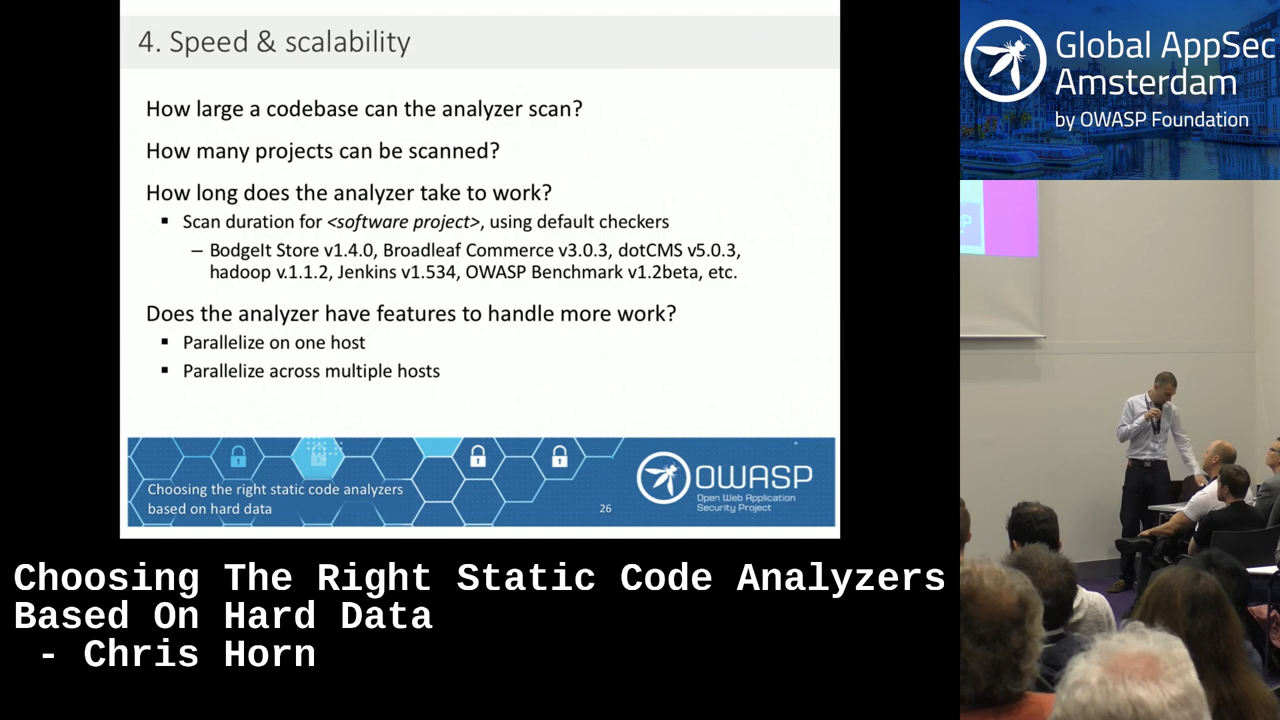 4. Speed & scalability
How large a codebase can the analyzer scan?
How many projects can be scanned?
How long does the analyzer take to work?
▪ Scan duration for <software project>, using default checkers
– BodgeIt Store v1.4.0, Broadleaf Commerce v3.0.3, dotCMS v5.0.3,
hadoop v.1.1.2, Jenkins v1.534, OWASP Benchmark v1.2beta, etc.
Does the analyzer have features to handle more work?
▪ Parallelize on one host
▪ Parallelize across multiple hosts
Choosing the right static code analyzers
based on hard data
26
OWASP
Open Web Application
Security Project
Global AppSec
Amsterdam
by OWASP Foundation
Choosing The Right Static Code Analyzers
Based On Hard Data
- Chris Horn